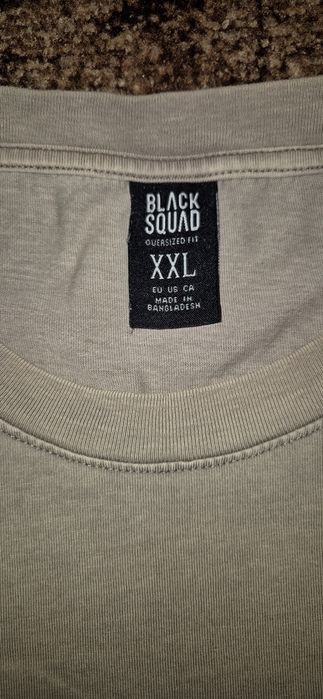 BLACK
SQUAD
OVERSIZED FIT
XXL
EU US CA
MADE IN
BANGLADESH